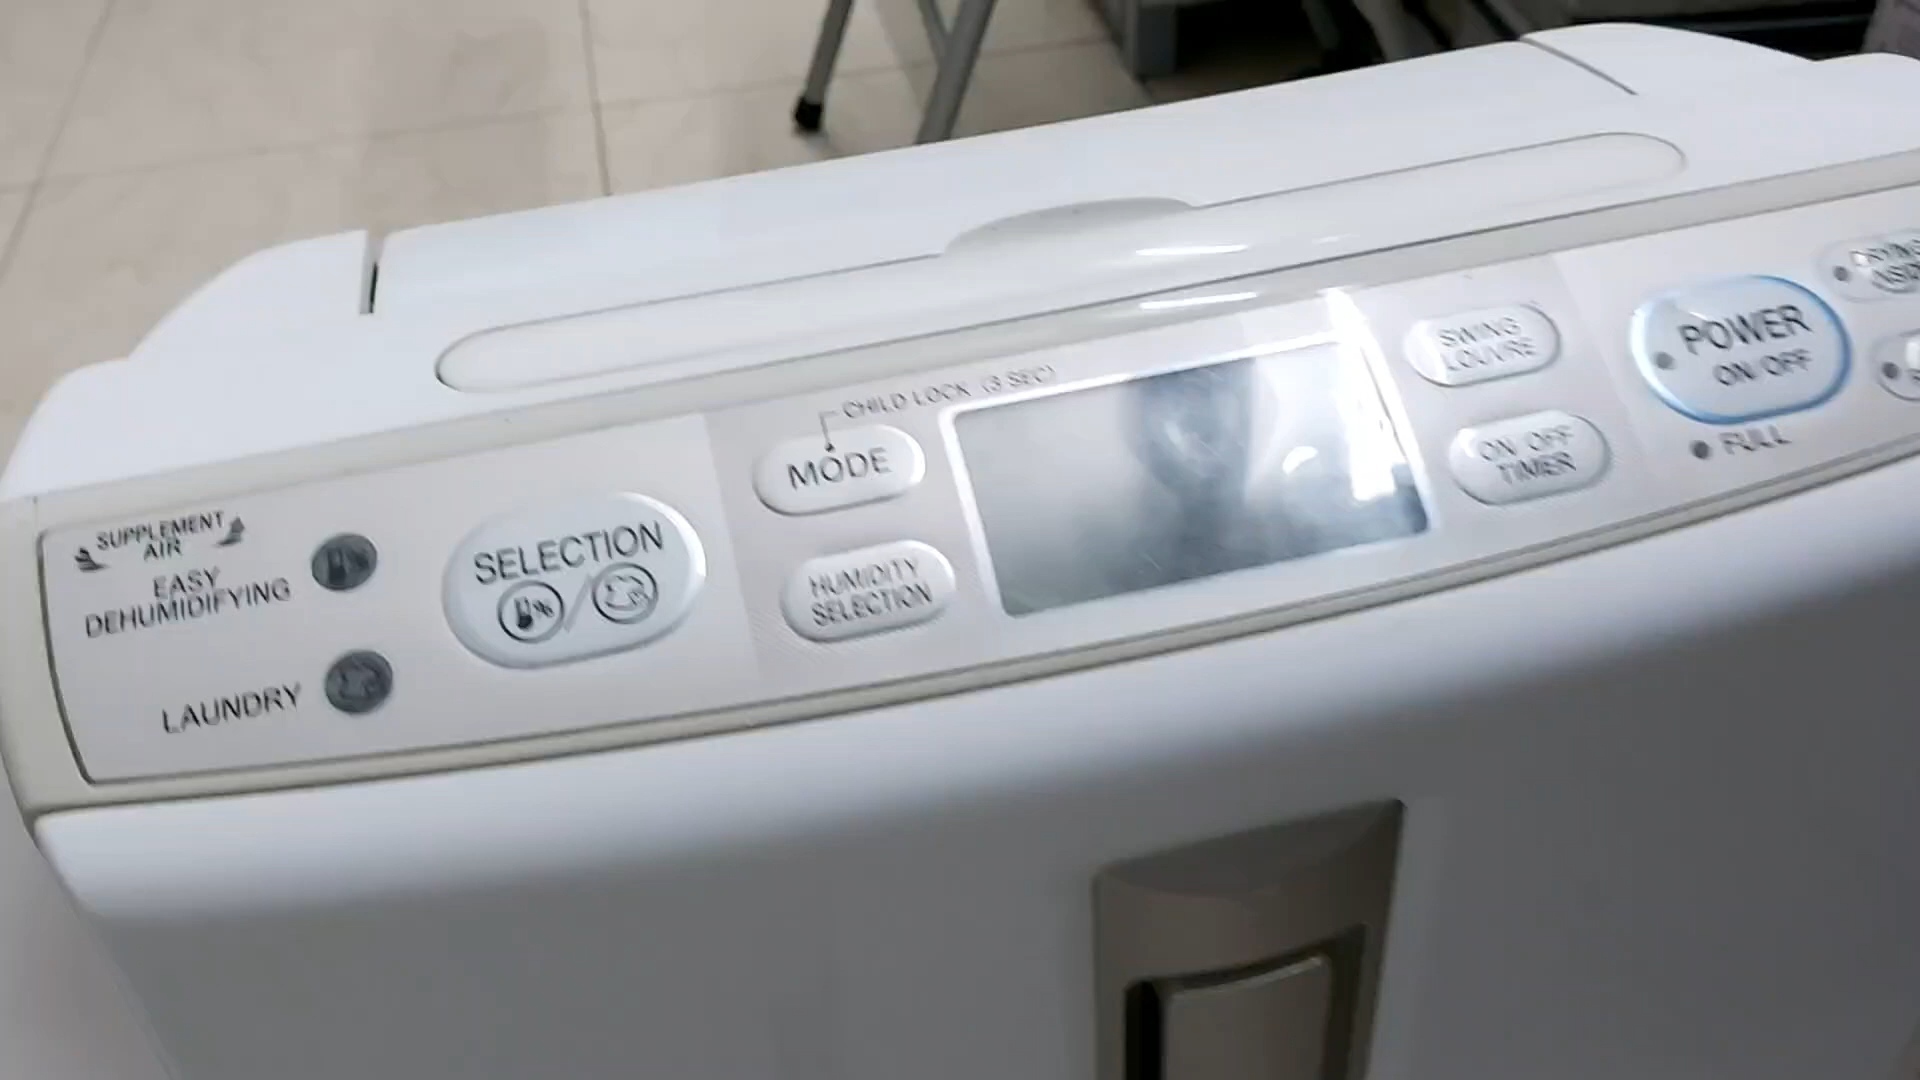 SUPPLEMENT
AIR
EASY
DEHUMIDIFYING
LAUNDRY
SELECTION
%
CHILD LOCK (3 SEC)
MODE
HUMIDITY
SELECTION
SWING
LOUVRE
ON OFF
TIMER
POWER
ON OFF
FULL
DRYING